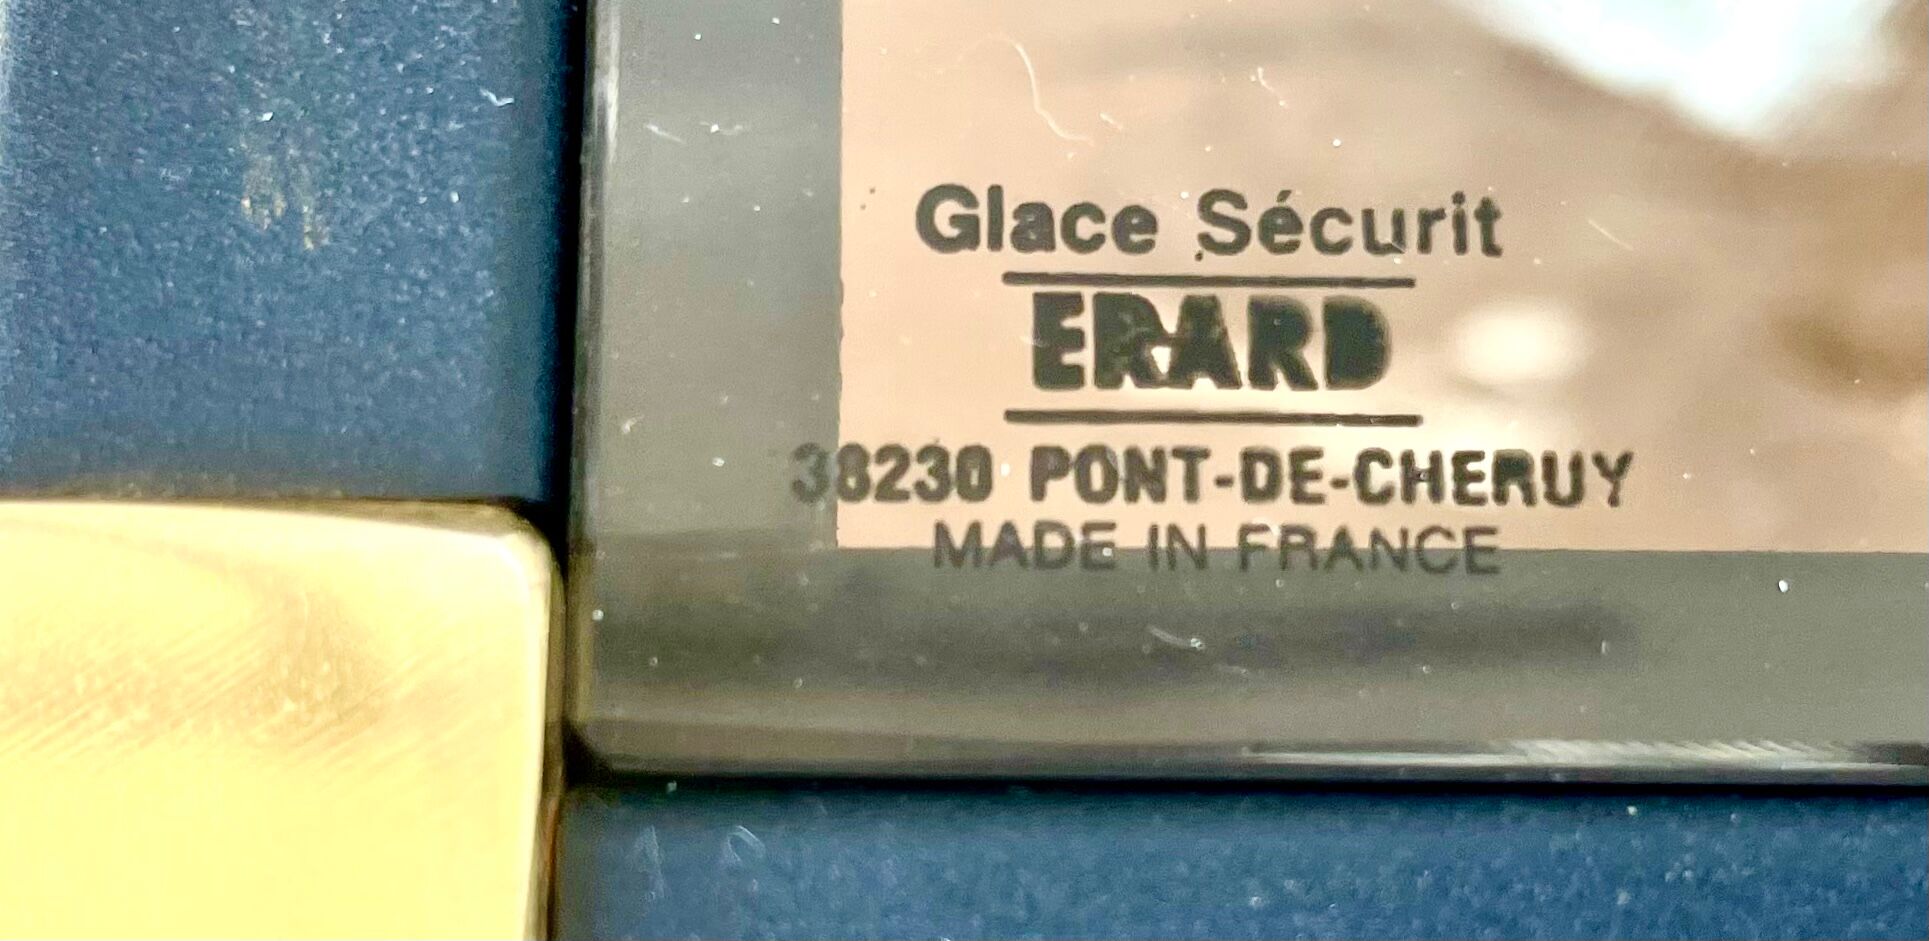 Glace Sécurit
ERARD
38230 PONT-DE-CHERUY
MADE IN FRANCE